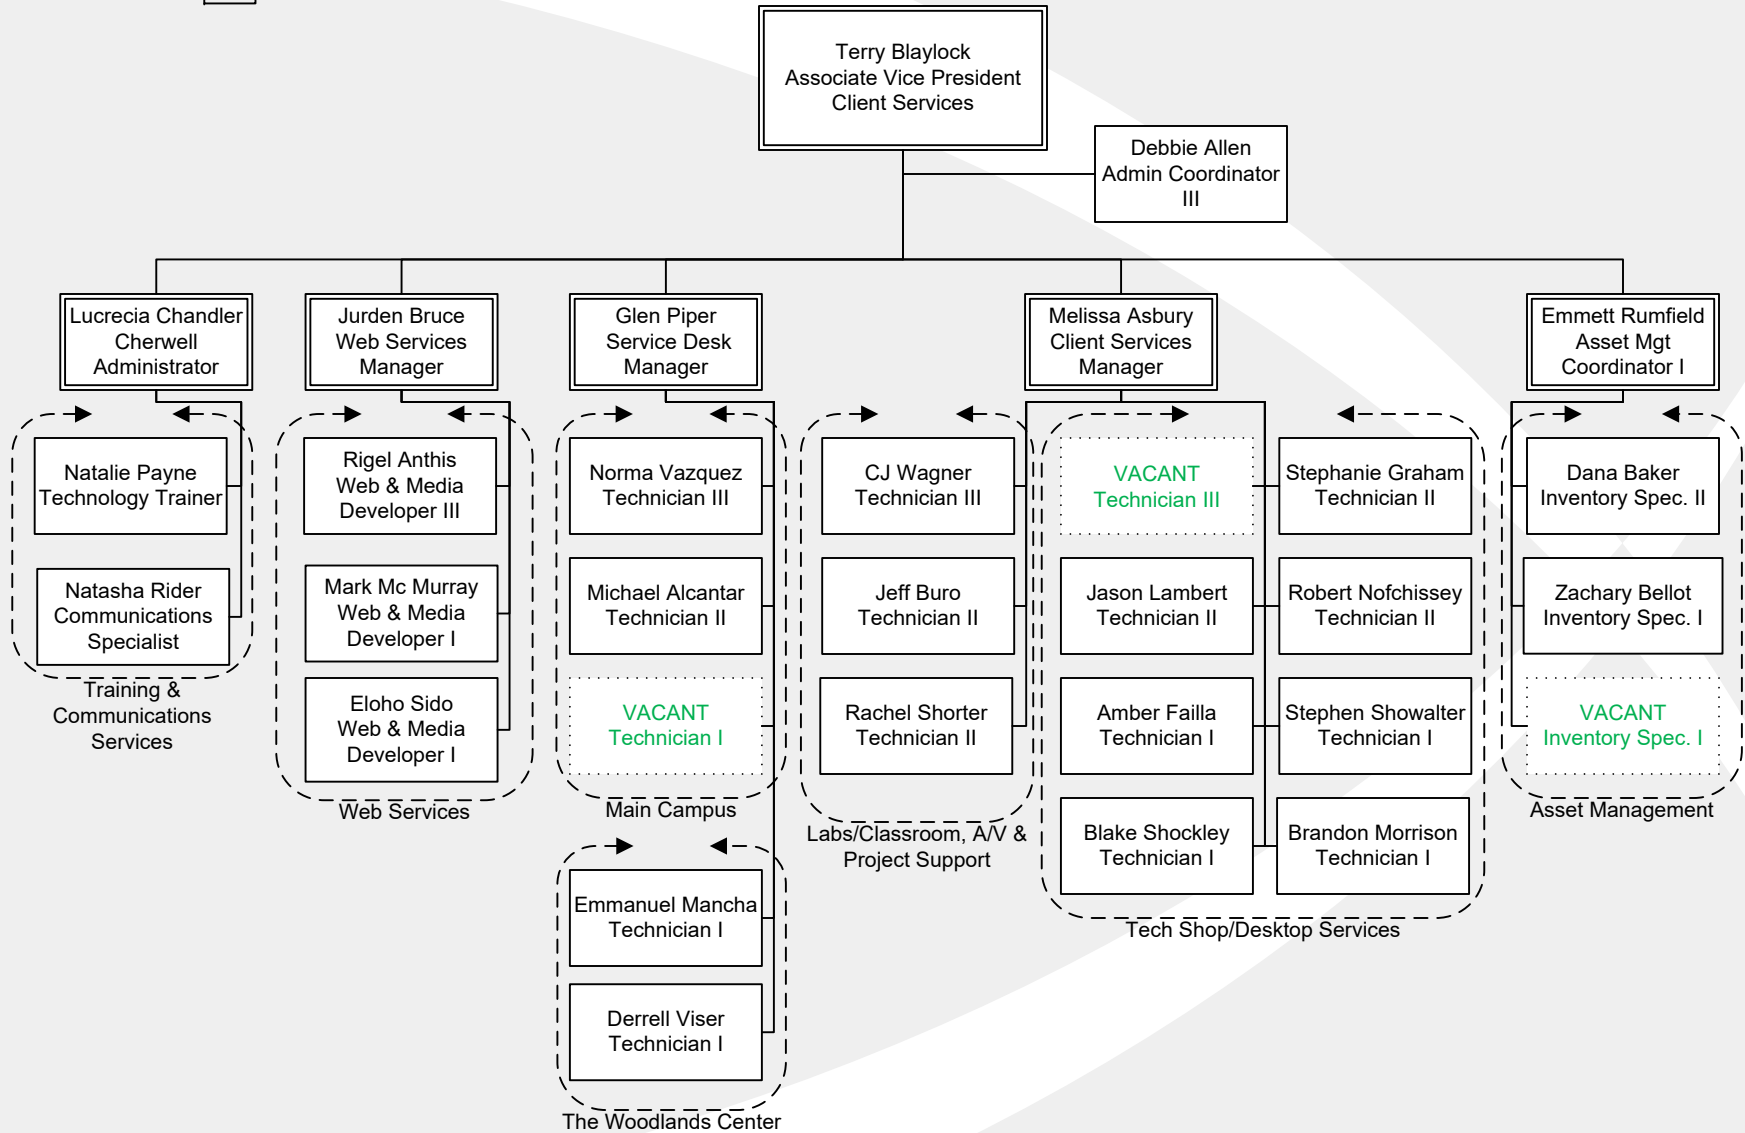 Terry Blaylock
Associate Vice President
Client Services
Debbie Allen
Admin Coordinator
III
Lucrecia Chandler
Cherwell
Administrator
Jurden Bruce
Web Services
Manager
Glen Piper
Service Desk
Manager
Melissa Asbury
Client Services
Manager
Emmett Rumfield
Asset Mgt
Coordinator I
Natalie Payne
Technology Trainer
Natasha Rider
Communications
Specialist
Training &
Communications
Services
Rigel Anthis
Web & Media
Developer III
Mark Mc Murray
Web & Media
Developer I
Eloho Sido
Web & Media
Developer I
Web Services
Norma Vazquez
Technician III
Michael Alcantar
Technician II
VACANT
Technician I
Main Campus
Emmanuel Mancha
Technician I
Derrell Viser
Technician I
The Woodlands Center
CJ Wagner
Technician III
Jeff Buro
Technician II
Rachel Shorter
Technician II
Labs/Classroom, A/V &
Project Support
VACANT
Technician III
Stephanie Graham
Technician II
Jason Lambert
Technician II
Robert Nofchissey
Technician II
Amber Failla
Technician I
Stephen Showalter
Technician I
Blake Shockley
Technician I
Brandon Morrison
Technician I
Tech Shop/Desktop Services
Dana Baker
Inventory Spec. II
Zachary Bellot
Inventory Spec. I
VACANT
Inventory Spec. I
Asset Management